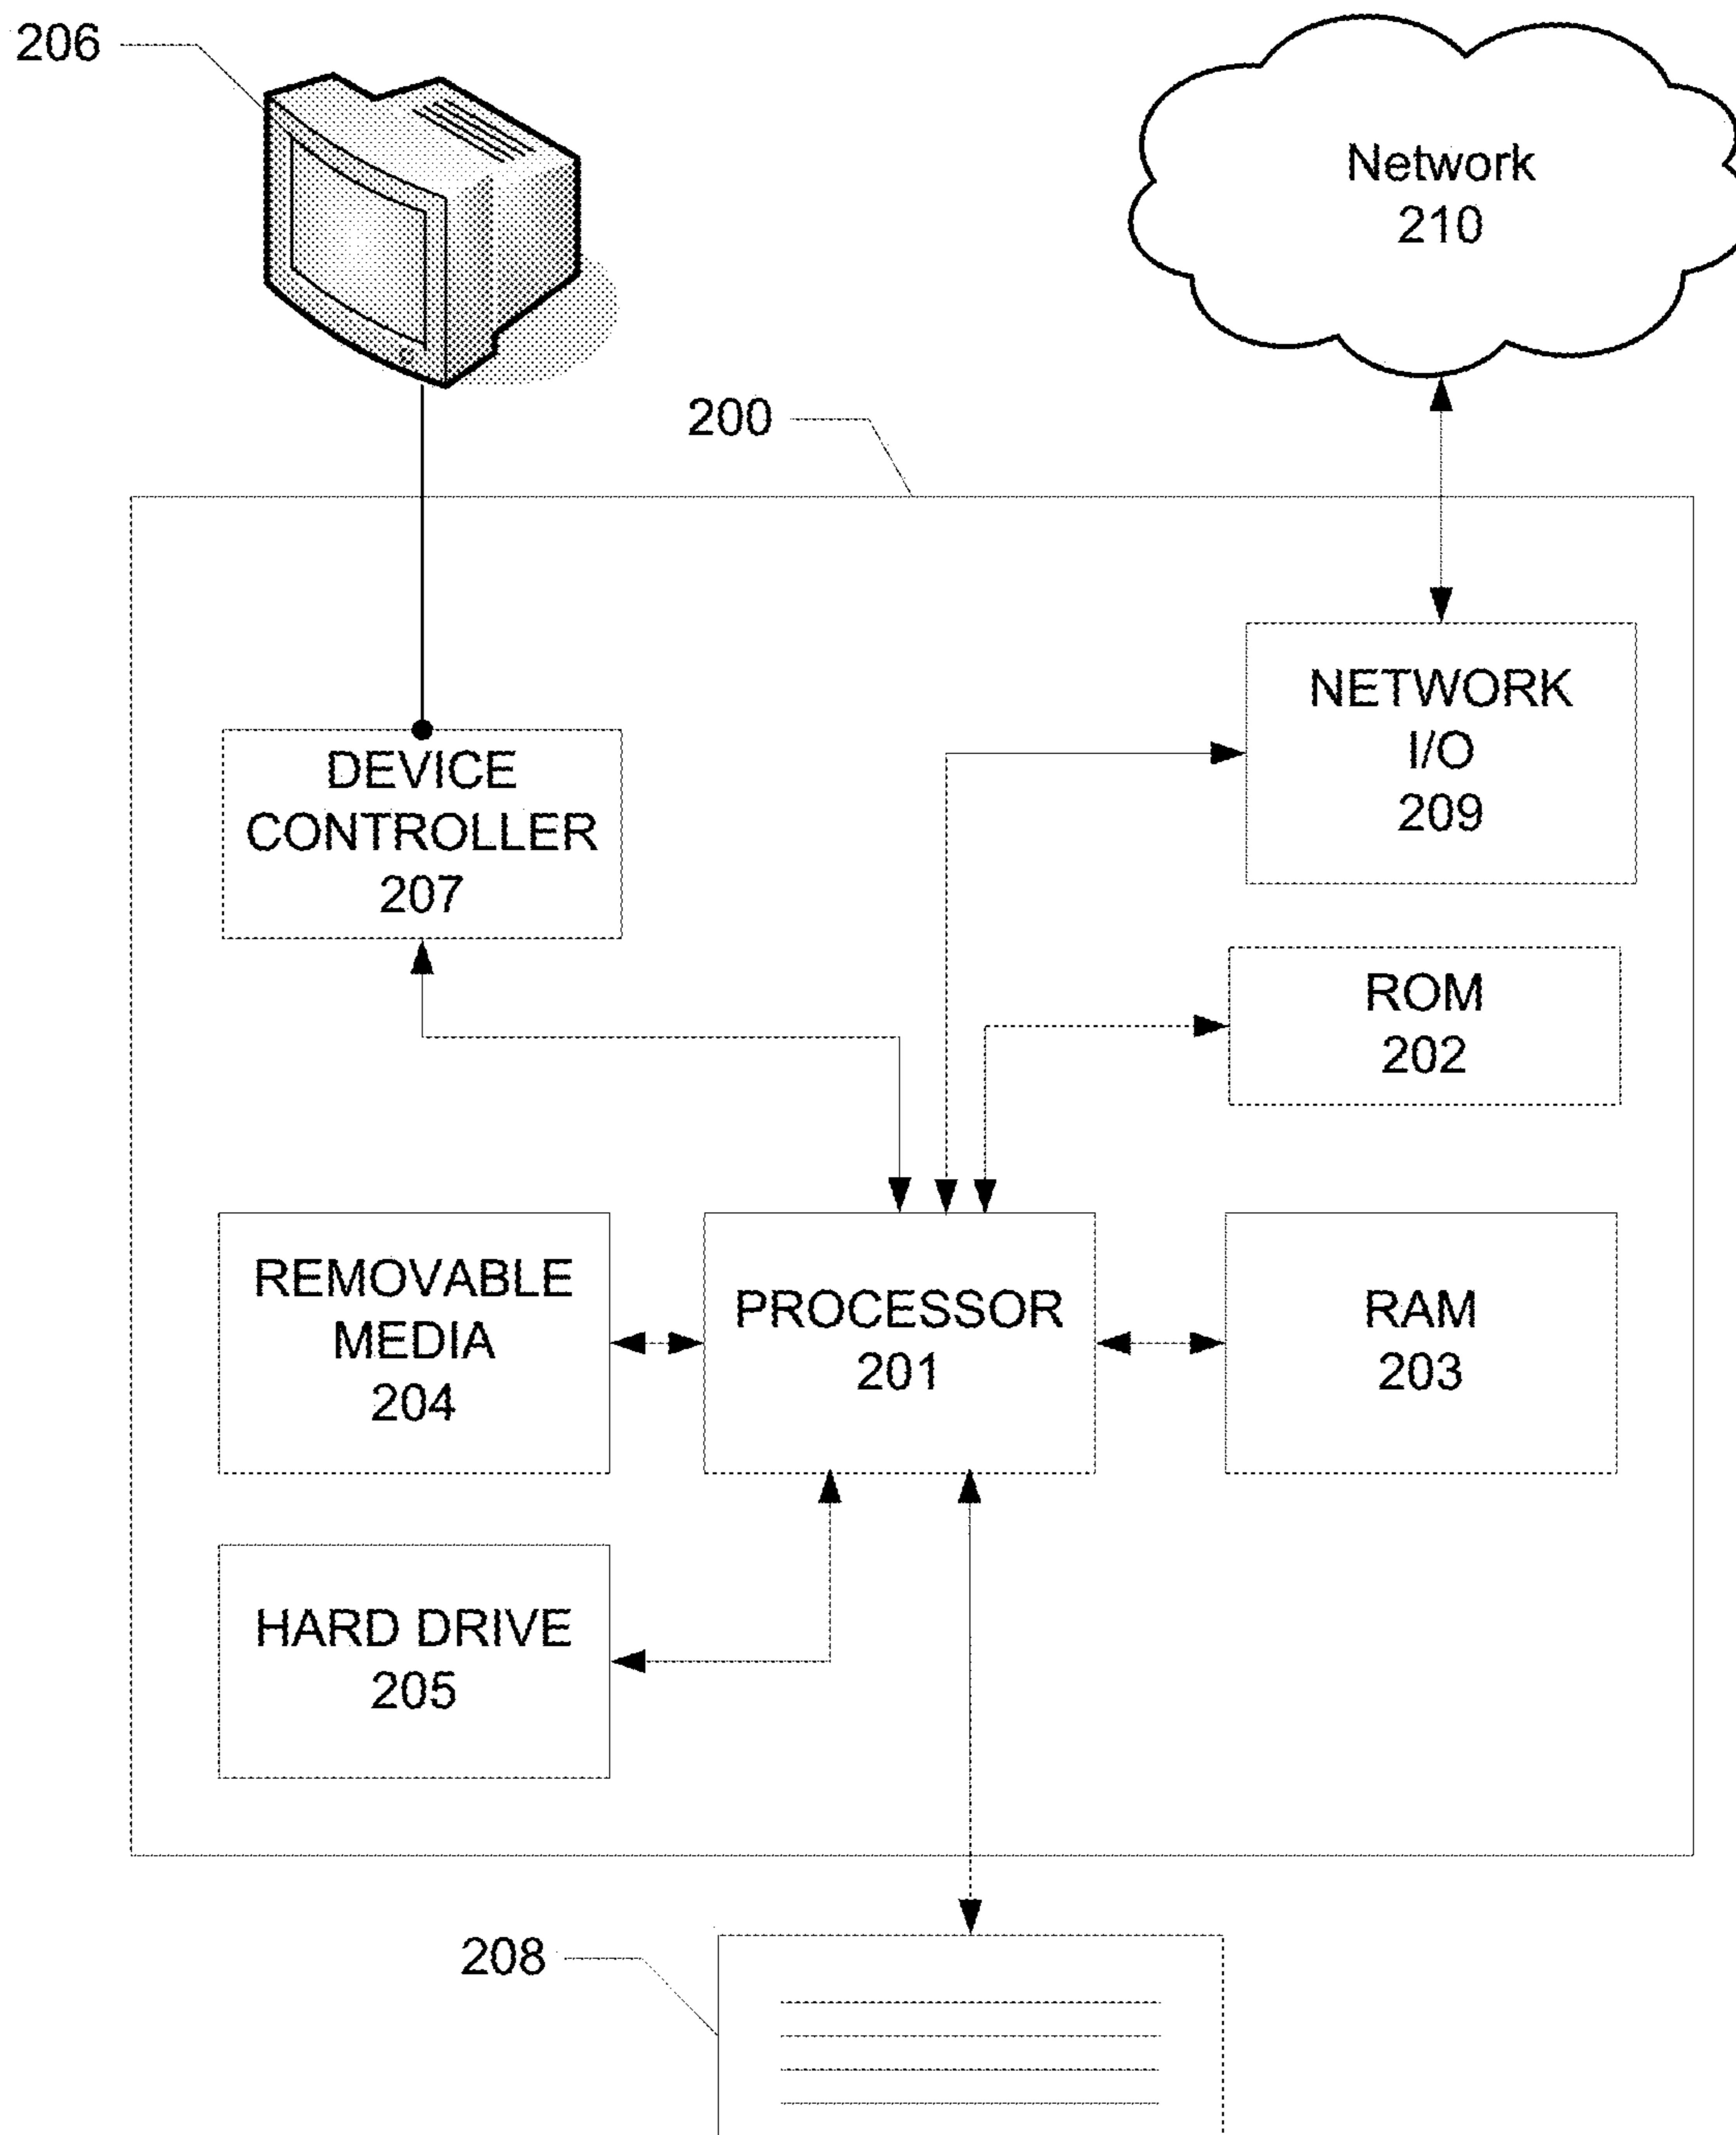 206
Network
210
200
NETWORK
I/O
209
DEVICE
CONTROLLER
207
ROM
202
REMOVABLE
MEDIA
204
PROCESSOR
201
RAM
203
HARD DRIVE
205
208